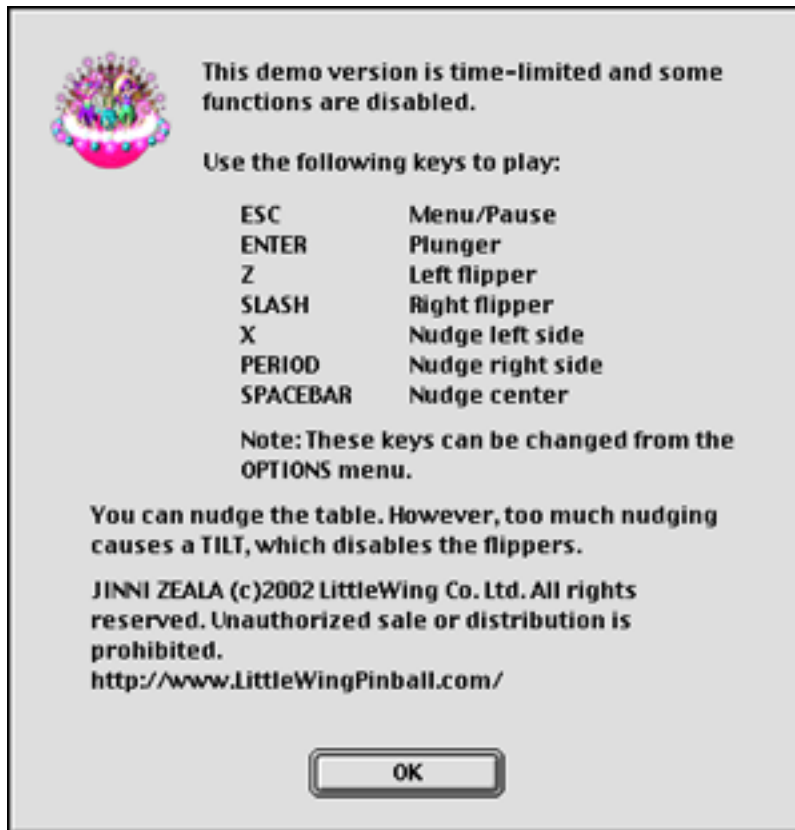 This demo version is time-limited and some
functions are disabled.
Use the following keys to play:
ESC Menu/Pause
ENTER Plunger
Z Left flipper
SLASH Right flipper
X Nudge left side
PERIOD Nudge right side
SPACEBAR Nudge center
Note: These keys can be changed from the
OPTIONS menu.
You can nudge the table. However, too much nudging
causes a TILT, which disables the flippers.
JINNI ZEALA (c)2002 LittleWing Co. Ltd. All rights
reserved. Unauthorized sale or distribution is
prohibited.
http://www.LittleWingPinball.com/
OK